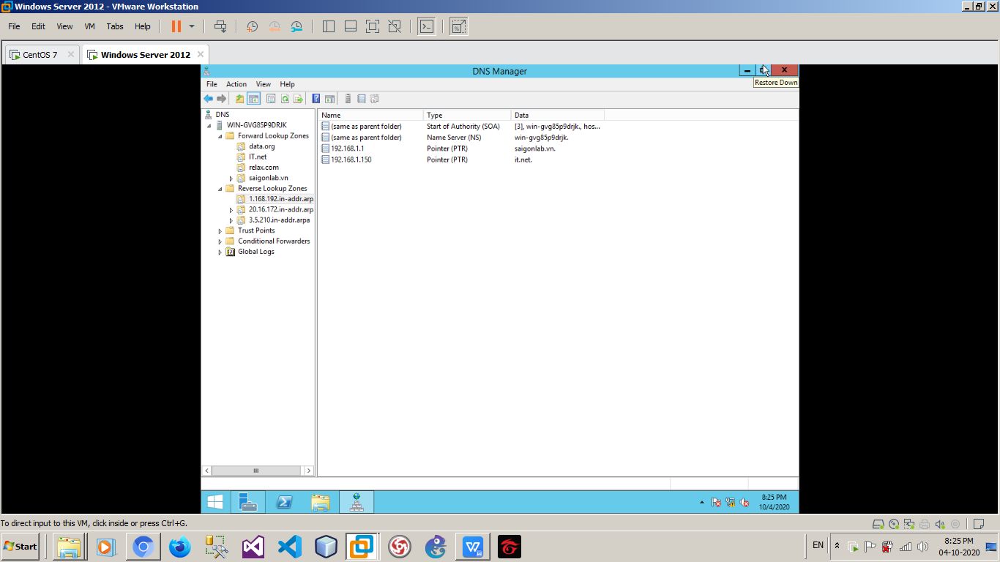 Windows Server 2012 - VMware Workstation
File Edit View VM Tabs Help
CentOS 7 Windows Server 2012
DNS Manager
File Action View Help
Restore Down
DNS
WIN-GVG85P9DRJK
Forward Lookup Zones
data.org
IT.net
relax.com
saigonlab.vn
Reverse Lookup Zones
1.168.192.in-addr.arp
20.16.172.in-addr.arp
3.5.210.in-addr.arpa
Trust Points
Conditional Forwarders
Global Logs
Name Type Data
(same as parent folder) Start of Authority (SOA) [3], win-gvg85p9drjk., hos...
(same as parent folder) Name Server (NS) win-gvg85p9drjk.
192.168.1.1 Pointer (PTR) saigonlab.vn.
192.168.1.150 Pointer (PTR) it.net.
8:25 PM
10/4/2020
To direct input to this VM, click inside or press Ctrl+G.
Start
EN
8:25 PM
04-10-2020